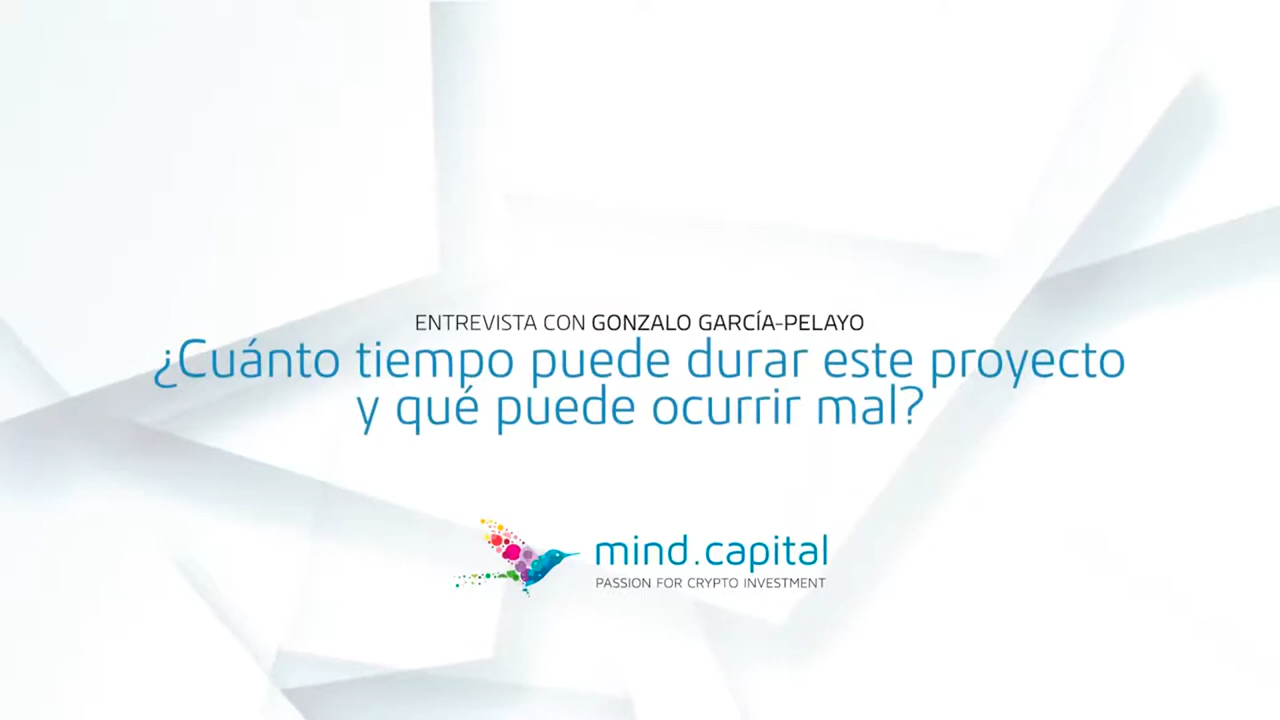 ENTREVISTA CON GONZALO GARCÍA-PELAYO
¿Cuánto tiempo puede durar este proyecto
y qué puede ocurrir mal?
mind.capital
PASSION FOR CRYPTO INVESTMENT